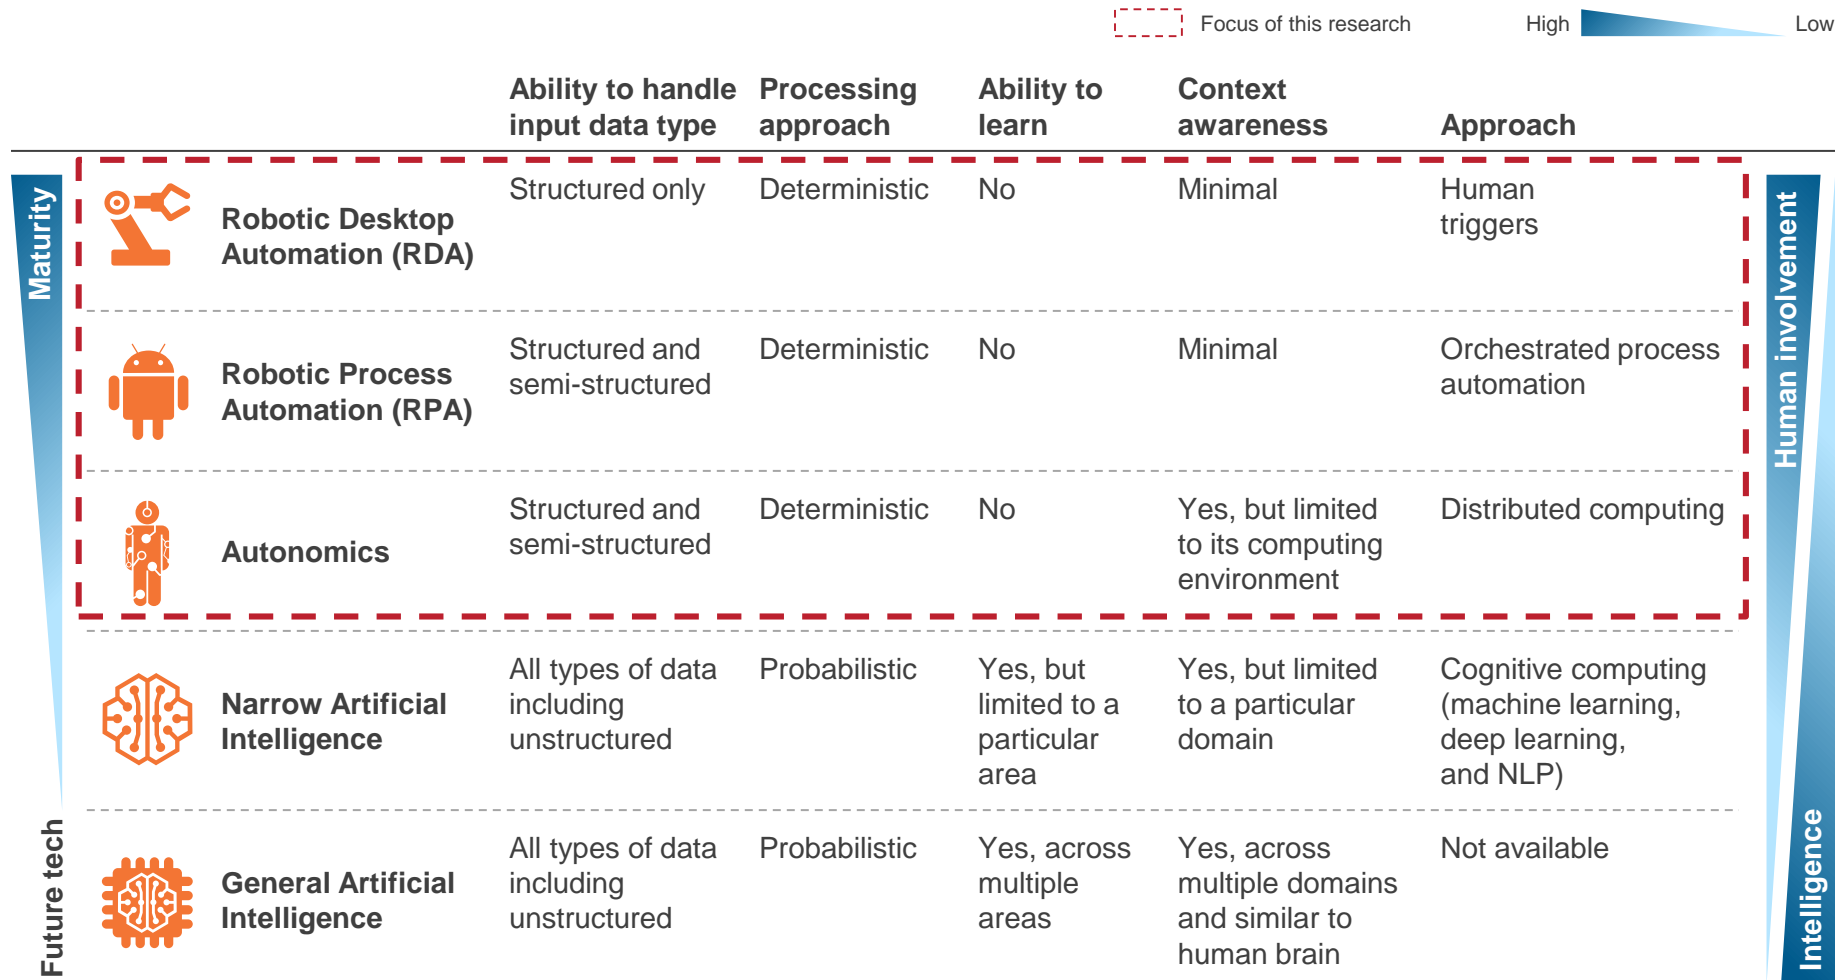 Focus of this research
High
Low
Ability to handle
input data type
Processing
approach
Ability to
learn
Context
awareness
Approach
Maturity
Human involvement
Robotic Desktop
Automation (RDA)
Structured only
Deterministic
No
Minimal
Human
triggers
Robotic Process
Automation (RPA)
Structured and
semi-structured
Deterministic
No
Minimal
Orchestrated process
automation
Autonomics
Structured and
semi-structured
Deterministic
No
Yes, but limited
to its computing
environment
Distributed computing
Narrow Artificial
Intelligence
All types of data
including
unstructured
Probabilistic
Yes, but
limited to a
particular
area
Yes, but limited
to a particular
domain
Cognitive computing
(machine learning,
deep learning,
and NLP)
Future tech
General Artificial
Intelligence
All types of data
including
unstructured
Probabilistic
Yes, across
multiple
areas
Yes, across
multiple domains
and similar to
human brain
Not available
Intelligence